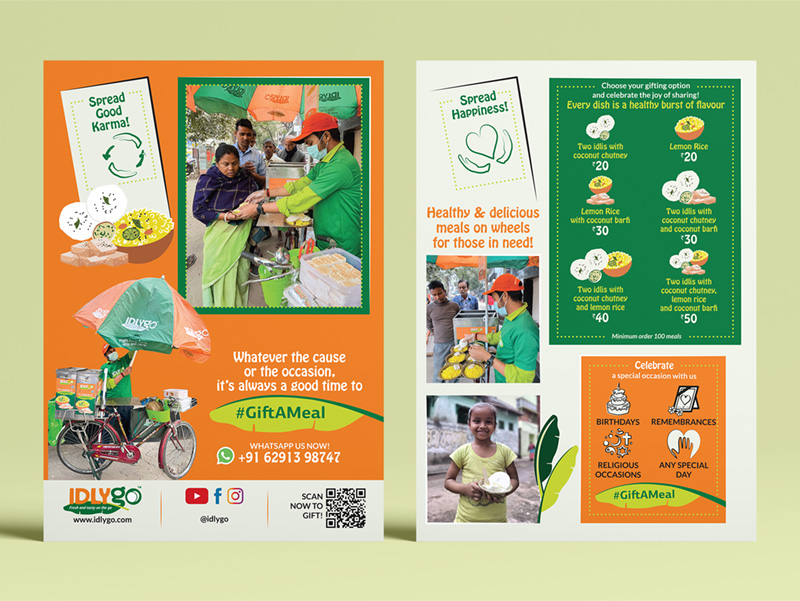 Spread
Good
Karma!
IDLYgo
Whatever the cause
or the occasion,
it's always a good time to
#GiftAMeal
WHATSAPP US NOW!
+91 62913 98747
IDLYgo
Fresh and tasty on the go
www.idlygo.com
@idlygo
SCAN
NOW TO
GIFT!
Spread
Happiness!
Healthy & delicious
meals on wheels
for those in need!
Choose your gifting option
and celebrate the joy of sharing!
Every dish is a healthy burst of flavour
Two idlis with
coconut chutney
₹20
Lemon Rice
₹20
Lemon Rice
with coconut barfi
₹30
Two idlis with
coconut chutney
and coconut barfi
₹30
Two idlis with
coconut chutney
and lemon rice
₹40
Two idlis with
coconut chutney,
lemon rice
and coconut barfi
₹50
Minimum order 100 meals
Celebrate
a special occasion with us
BIRTHDAYS
REMEMBRANCES
RELIGIOUS
OCCASIONS
ANY SPECIAL
DAY
#GiftAMeal